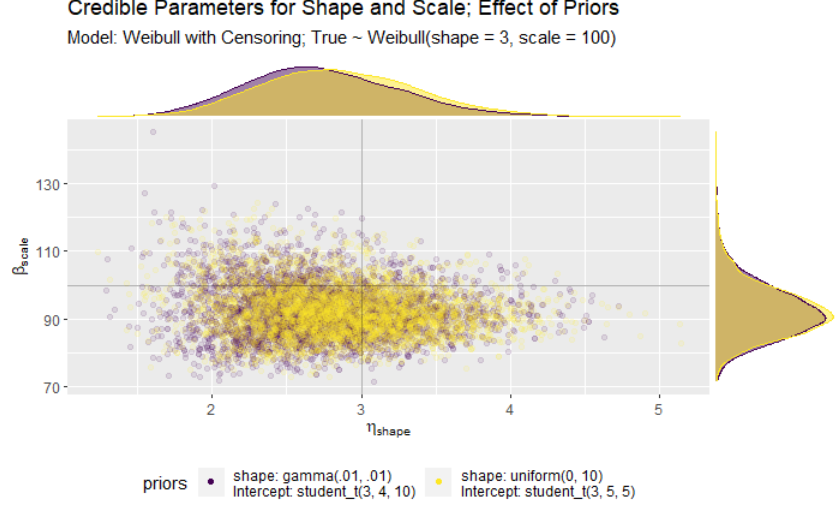 Credible Parameters for Shape and Scale; Effect of Priors
Model: Weibull with Censoring; True ~ Weibull(shape = 3, scale = 100)
130
110
90
70
βscale
2
3
4
5
ηshape
priors
shape: gamma(.01, .01)
Intercept: student_t(3, 4, 10)
shape: uniform(0, 10)
Intercept: student_t(3, 5, 5)